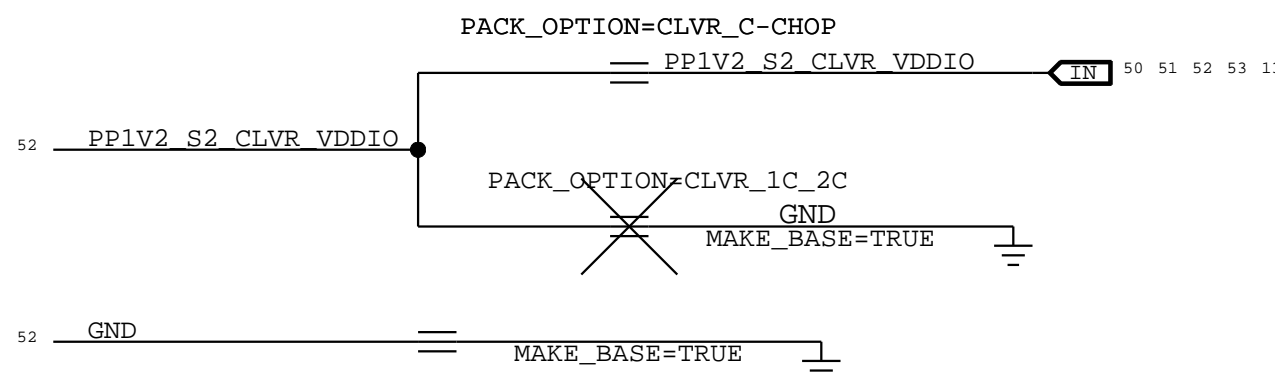 PACK_OPTION=CLVR_C-CHOP
PP1V2_S2_CLVR_VDDIO
IN 50 51 52 53
52 PP1V2_S2_CLVR_VDDIO
PACK_OPTION=CLVR_1C_2C
GND
MAKE_BASE=TRUE
52 GND
MAKE_BASE=TRUE